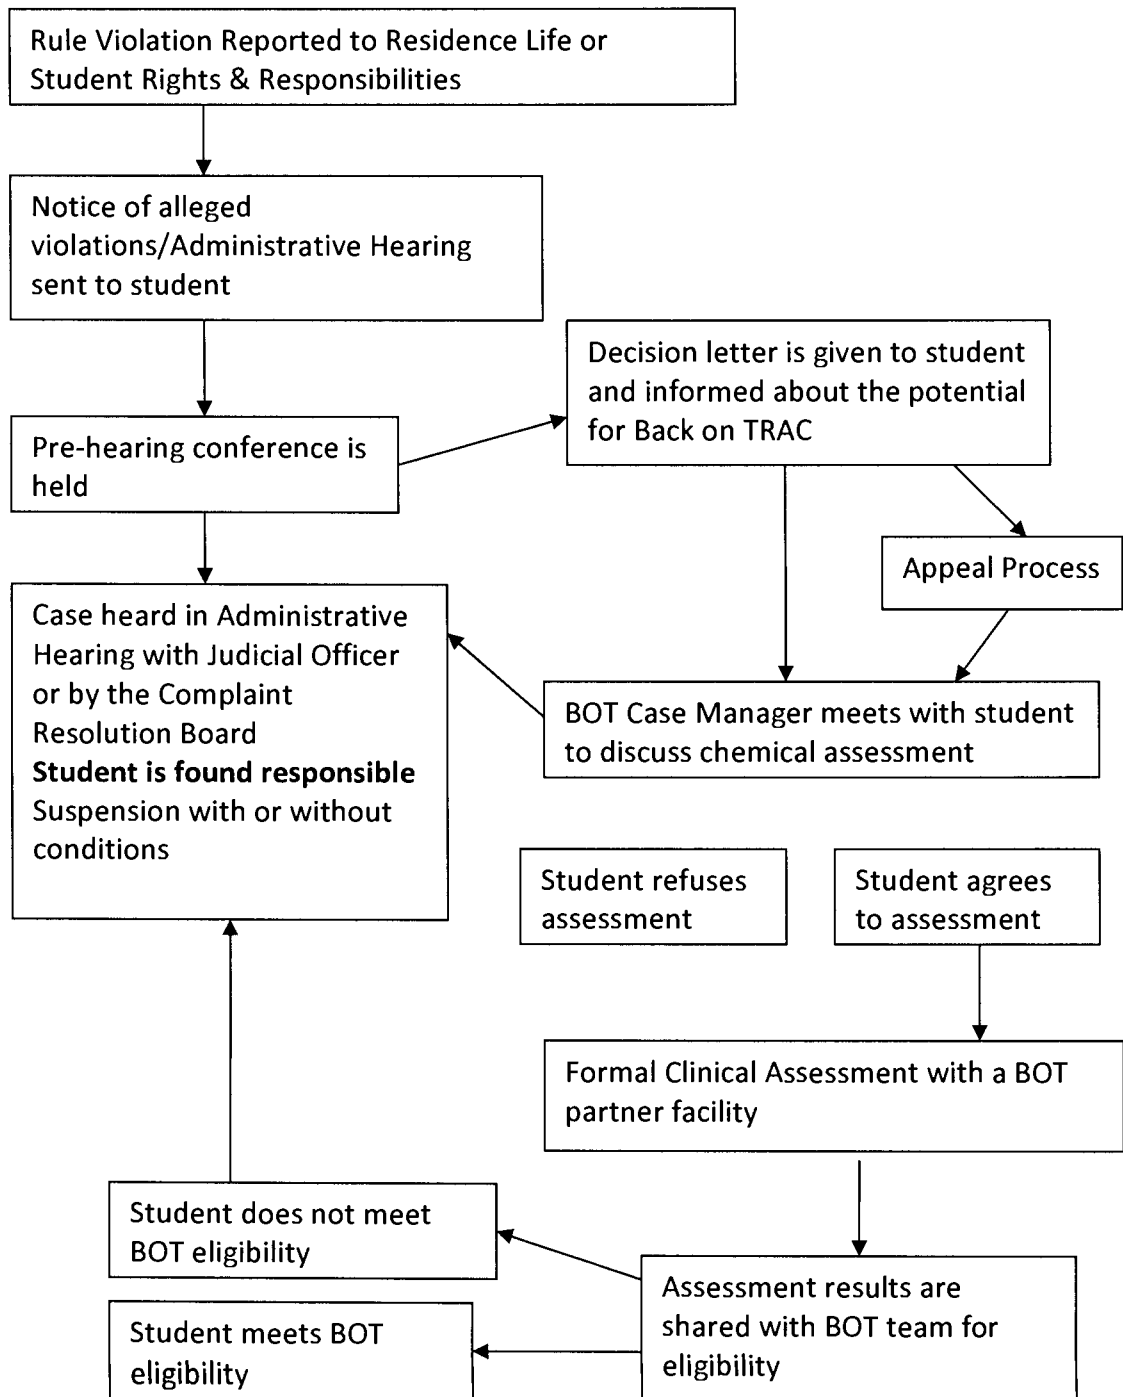 Rule Violation Reported to Residence Life or
Student Rights & Responsibilities
Notice of alleged
violations/Administrative Hearing
sent to student
Decision letter is given to student
and informed about the potential
for Back on TRAC
Pre-hearing conference is
held
Appeal Process
Case heard in Administrative
Hearing with Judicial Officer
or by the Complaint
Resolution Board
Student is found responsible
Suspension with or without
conditions
BOT Case Manager meets with student
to discuss chemical assessment
Student refuses
assessment
Student agrees
to assessment
Formal Clinical Assessment with a BOT
partner facility
Student does not meet
BOT eligibility
Assessment results are
shared with BOT team for
eligibility
Student meets BOT
eligibility